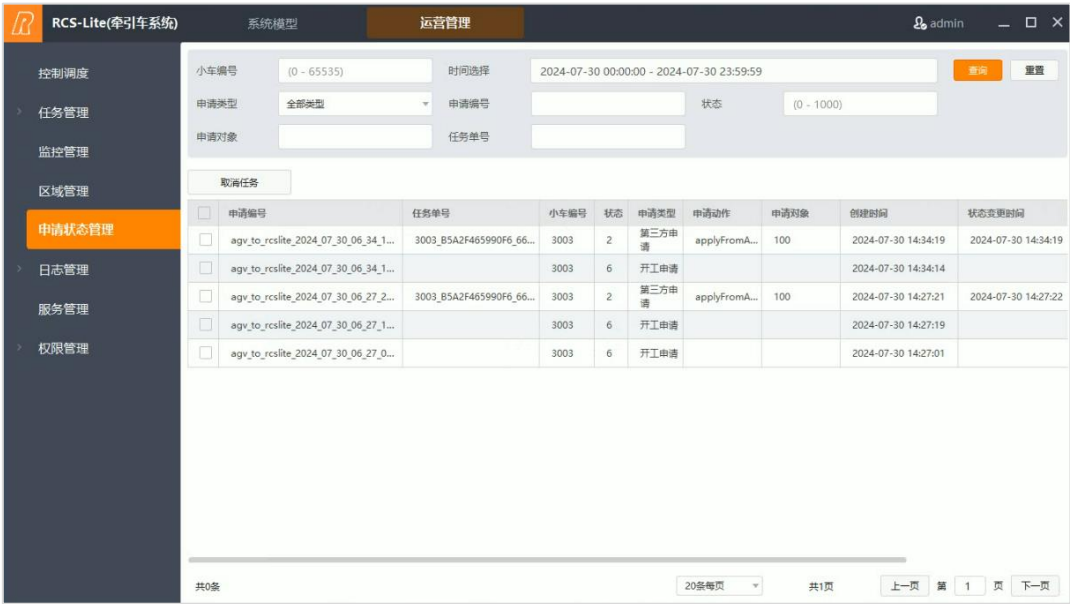 RCS-Lite(牵引车系统) 系统模型 运营管理 admin
控制调度
任务管理
监控管理
区域管理
申请状态管理
日志管理
服务管理
权限管理
小车编号 (0 - 65535) 时间选择 2024-07-30 00:00:00 - 2024-07-30 23:59:59 查询 重置
申请类型 全部类型 申请编号 状态 (0 - 1000)
申请对象 任务单号
取消任务
申请编号 任务单号 小车编号 状态 申请类型 申请动作 申请对象 创建时间 状态变更时间
agv_to_rcslite_2024_07_30_06_34_1... 3003_B5A2F465990F6_66... 3003 2 第三方申请 applyFromA... 100 2024-07-30 14:34:19 2024-07-30 14:34:19
agv_to_rcslite_2024_07_30_06_34_1... 3003 6 开工申请 2024-07-30 14:34:14
agv_to_rcslite_2024_07_30_06_27_2... 3003_B5A2F465990F6_66... 3003 2 第三方申请 applyFromA... 100 2024-07-30 14:27:21 2024-07-30 14:27:22
agv_to_rcslite_2024_07_30_06_27_1... 3003 6 开工申请 2024-07-30 14:27:19
agv_to_rcslite_2024_07_30_06_27_0... 3003 6 开工申请 2024-07-30 14:27:01
共0条 20条每页 共1页 上一页 第 1 页 下一页